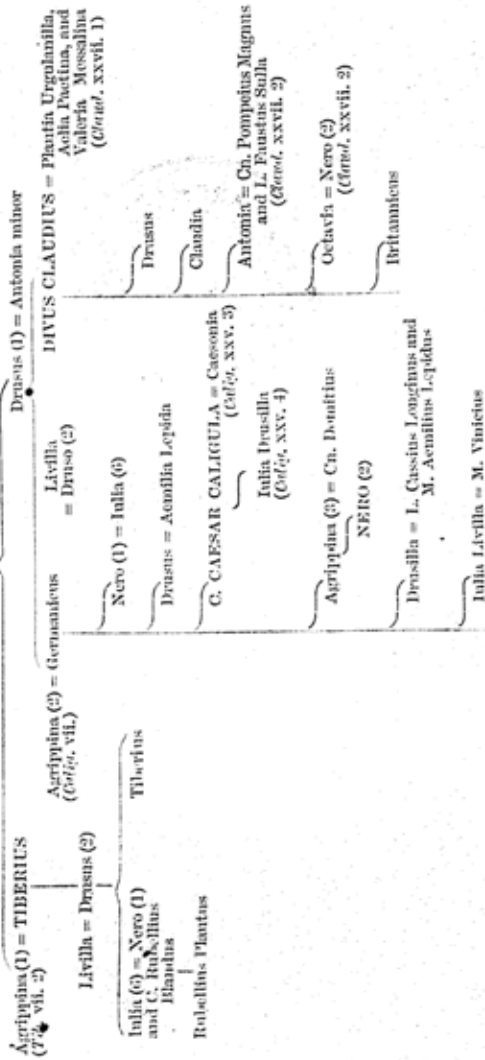 Agrippina (1) = TIBERIUS
(Tib. vii. 2)
Livilla = Drusus (2)
Iulia (6) = Nero (1)
and C. Rubellius
Blandus
Rubellius Plautus
Tiberius
Drusus (1) = Antonia minor
Agrippina (2) = Germanicus
(Calig. vii.)
Nero (1) = Iulia (6)
Drusus = Aemilia Lepida
C. CAESAR CALIGULA = Caesonia
(Calig. xxv. 3)
Iulia Drusilla
(Calig. xxv. 4)
Agrippina (3) = Cn. Domitius
NERO (2)
Drusilla = L. Cassius Longinus and
M. Aemilius Lepidus
Iulia Livilla = M. Vinicius
Livilla
= Druso (2)
DIVUS CLAUDIUS = Plautia Urgulanilla,
Aelia Paetina, and
Valeria Messalina
(Claud. xxvii. 1)
Drusus
Claudia
Antonia = Cn. Pompeius Magnus
and L. Faustus Sulla
(Claud. xxvii. 2)
Octavia = Nero (2)
(Claud. xxvii. 2)
Britannicus